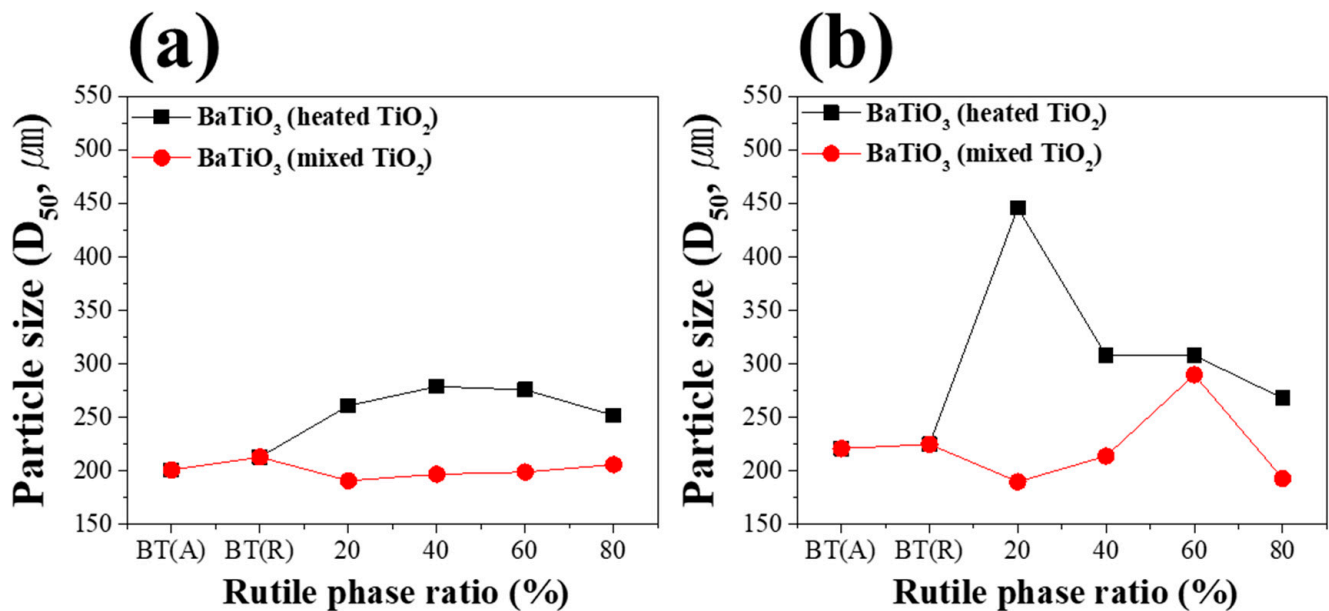 (a)
550
500
450
400
350
300
250
200
150
Particle size (D₅₀, ㎛)
BaTiO₃ (heated TiO₂)
BaTiO₃ (mixed TiO₂)
BT(A) BT(R) 20 40 60 80
Rutile phase ratio (%)
(b)
550
500
450
400
350
300
250
200
150
Particle size (D₅₀, ㎛)
BaTiO₃ (heated TiO₂)
BaTiO₃ (mixed TiO₂)
BT(A) BT(R) 20 40 60 80
Rutile phase ratio (%)